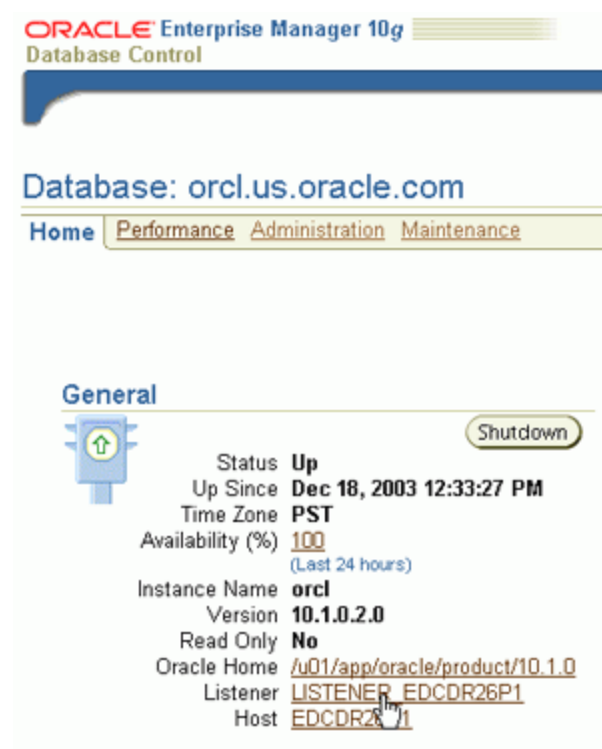 ORACLE Enterprise Manager 10g
Database Control
Database: orcl.us.oracle.com
Home Performance Administration Maintenance
General
Shutdown
Status Up
Up Since Dec 18, 2003 12:33:27 PM
Time Zone PST
Availability (%) 100
(Last 24 hours)
Instance Name orcl
Version 10.1.0.2.0
Read Only No
Oracle Home /u01/app/oracle/product/10.1.0
Listener LISTENER_EDCDR26P1
Host